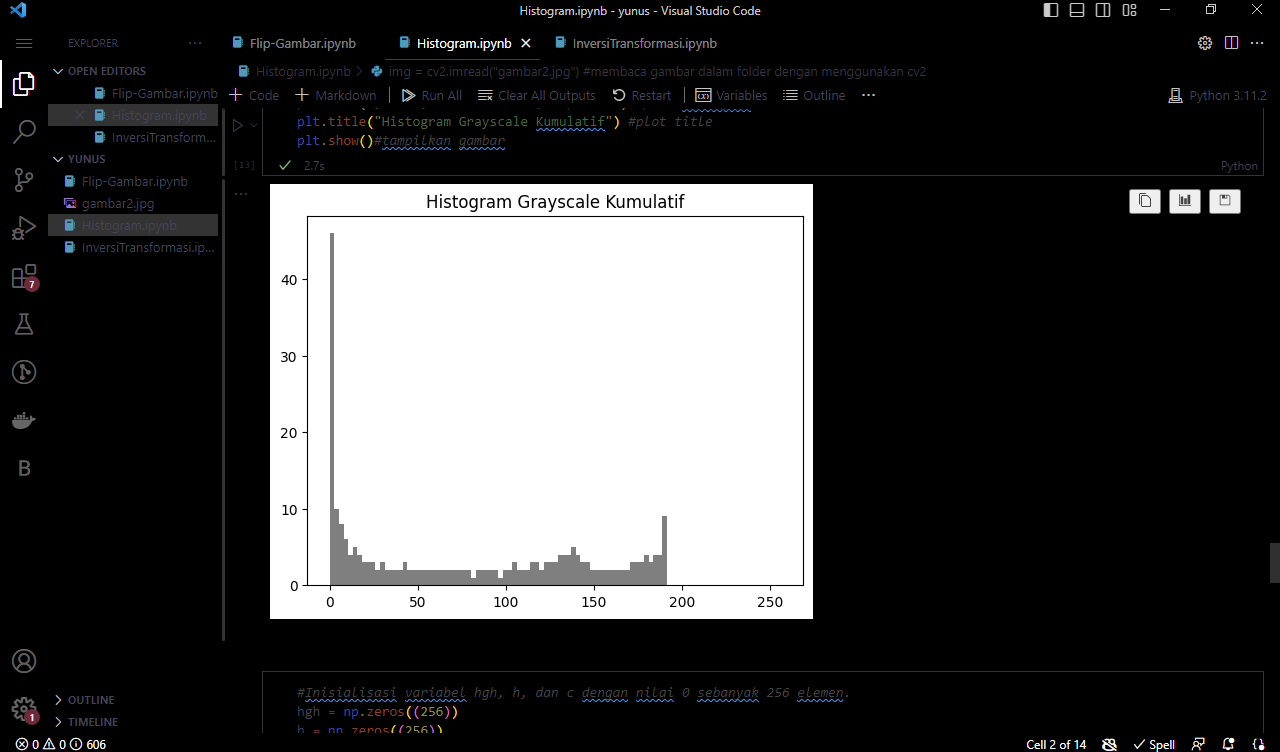 Histogram.ipynb - yunus - Visual Studio Code
EXPLORER
Flip-Gambar.ipynb
Histogram.ipynb
InversiTransformasi.ipynb
OPEN EDITORS
Flip-Gambar.ipynb
Histogram.ipynb
InversiTransform...
YUNUS
Flip-Gambar.ipynb
gambar2.jpg
Histogram.ipynb
InversiTransformasi.ip...
7
B
1
OUTLINE
TIMELINE
Histogram.ipynb > img = cv2.imread("gambar2.jpg") #membaca gambar dalam folder dengan menggunakan cv2
+ Code + Markdown | Run All Clear All Outputs Restart | Variables Outline ... Python 3.11.2
plt.title("Histogram Grayscale Kumulatif") #plot title
plt.show()#tampilkan gambar
[13] 2.7s Python
Histogram Grayscale Kumulatif
40
30
20
10
0
0 50 100 150 200 250
#Inisialisasi variabel hgh, h, dan c dengan nilai 0 sebanyak 256 elemen.
hgh = np.zeros((256))
h = np.zeros((256))
0 0 606 Cell 2 of 14 Spell